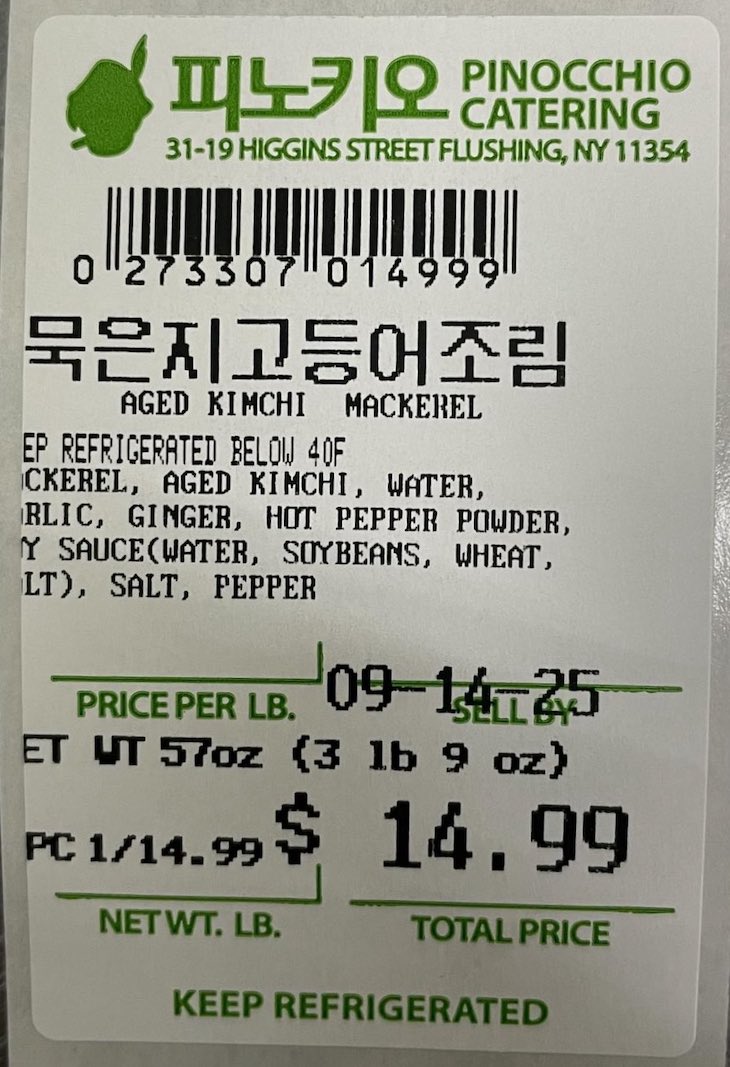 피노키오 PINOCCHIO
CATERING
31-19 HIGGINS STREET FLUSHING, NY 11354
0 273307 014999
묵은지고등어조림
AGED KIMCHI MACKEREL
EP REFRIGERATED BELOW 40F
CKEREL, AGED KIMCHI, WATER,
RLIC, GINGER, HOT PEPPER POWDER,
Y SAUCE(WATER, SOYBEANS, WHEAT,
LT), SALT, PEPPER
09-14-25
PRICE PER LB. SELL BY
ET WT 57oz (3 lb 9 oz)
PC 1/14.99 $ 14.99
NET WT. LB. TOTAL PRICE
KEEP REFRIGERATED